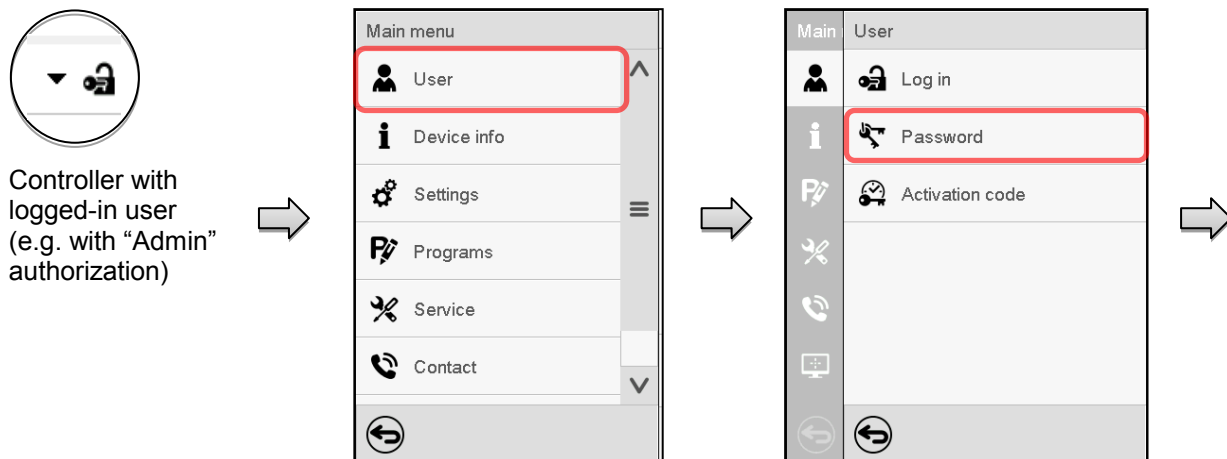 Controller with
logged-in user
(e.g. with “Admin”
authorization)
Main menu
User
Device info
Settings
Programs
Service
Contact
Main
User
Log in
Password
Activation code